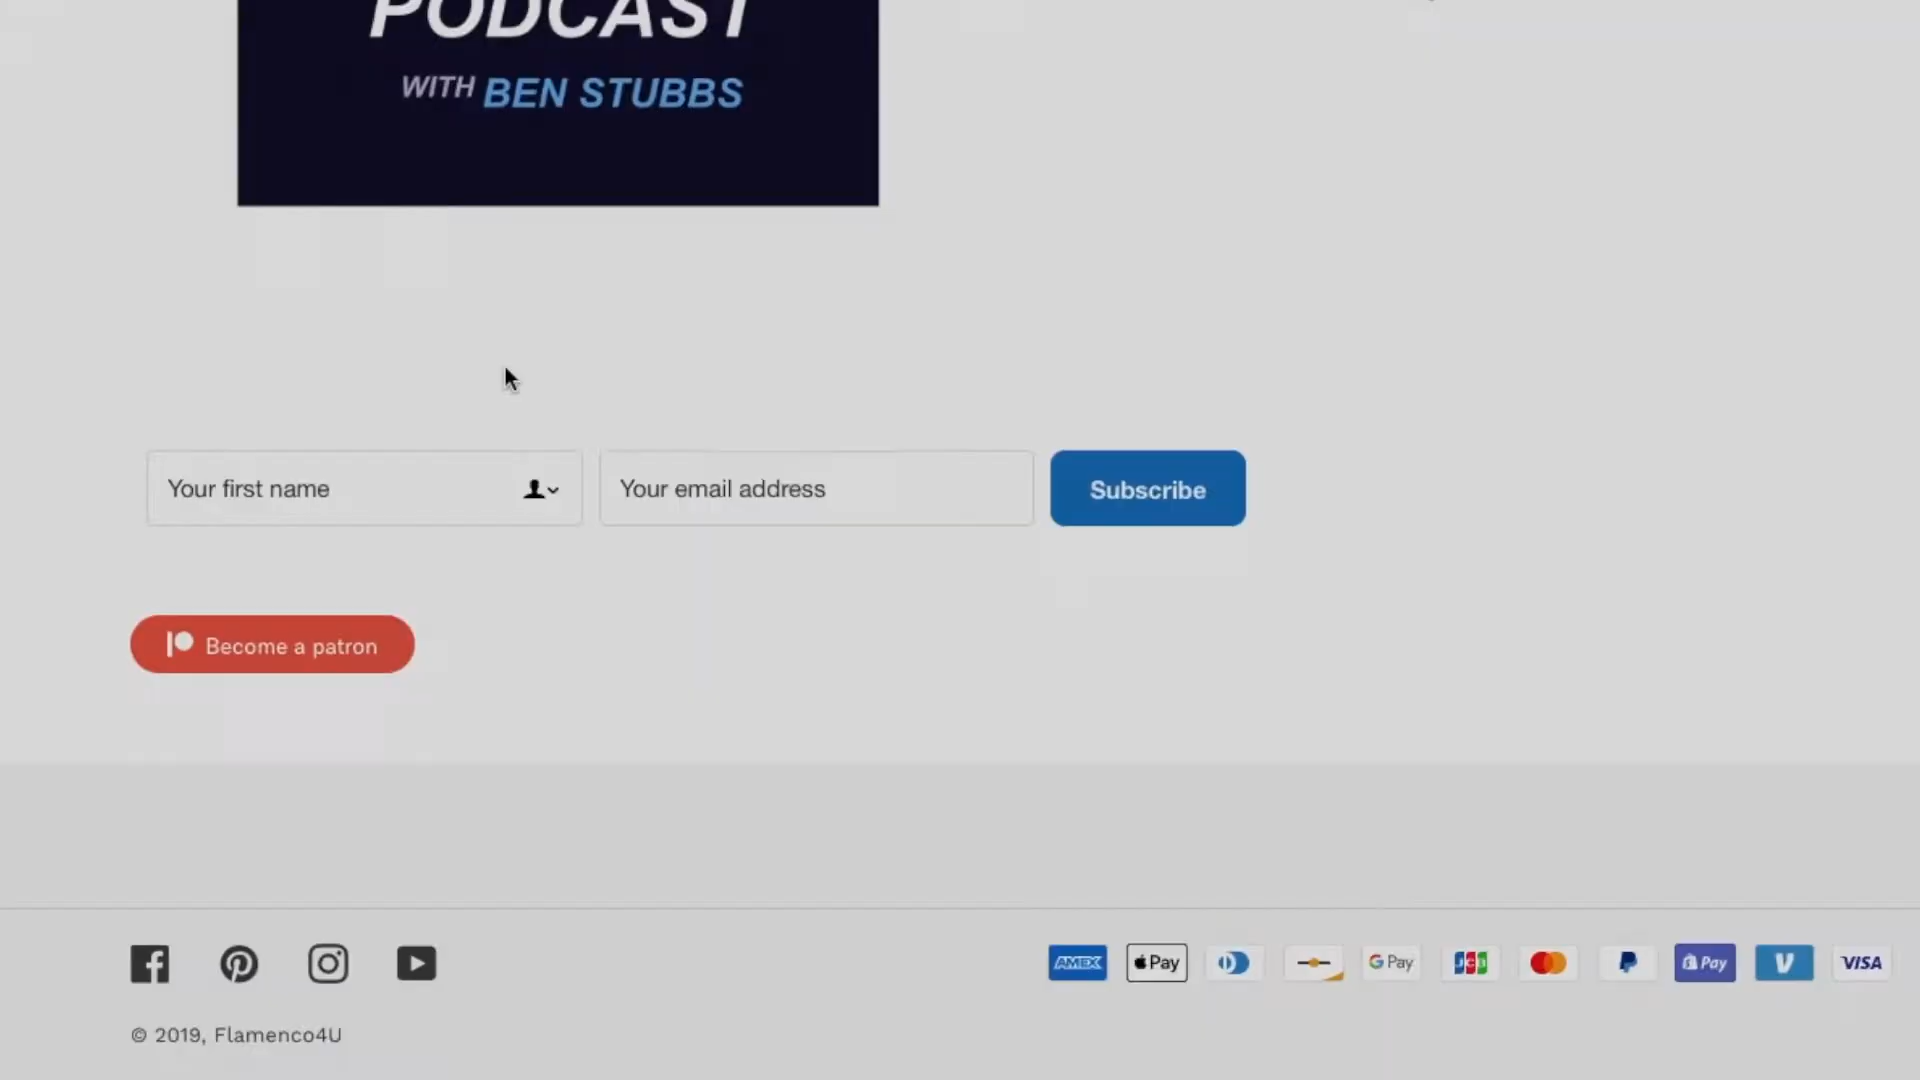 PODCAST
WITH BEN STUBBS
Your first name
Your email address
Subscribe
Become a patron
AMEX
Pay
G Pay
JCB
Pay
V
VISA
© 2019, Flamenco4U